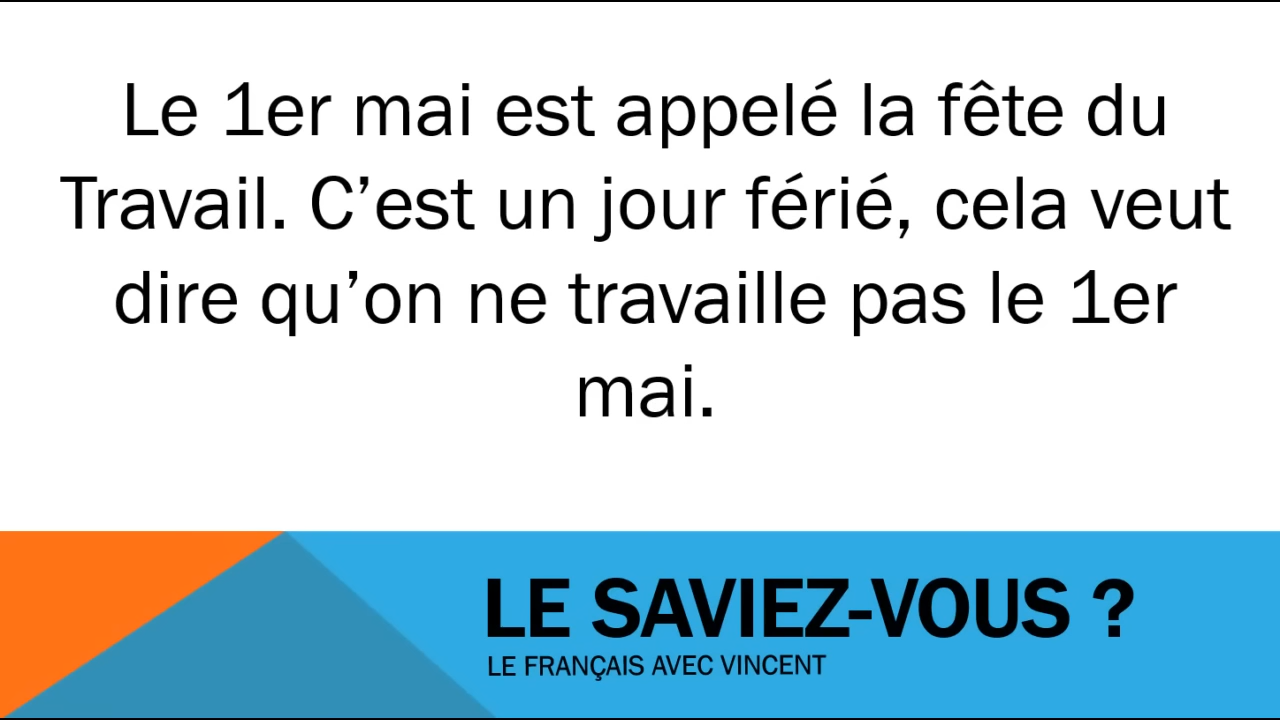 Le 1er mai est appelé la fête du
Travail. C’est un jour férié, cela veut
dire qu’on ne travaille pas le 1er
mai.
LE SAVIEZ-VOUS ?
LE FRANÇAIS AVEC VINCENT